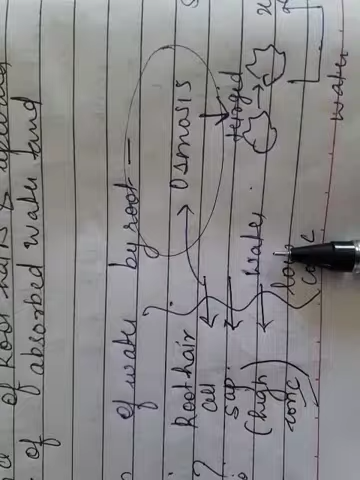 of Root hairs &
of absorbed water and
of water by root -
Root hair
cell
sap.
(high
conc)
→ Osmosis
water.
low
conc
turgid
water